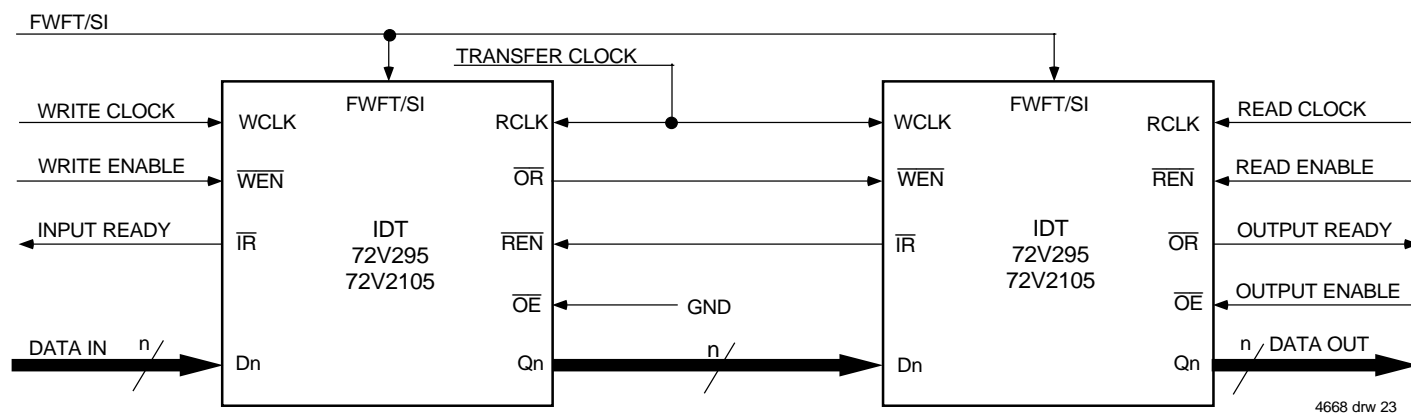 FWFT/SI
TRANSFER CLOCK
FWFT/SI FWFT/SI
WRITE CLOCK WCLK RCLK WCLK RCLK READ CLOCK
WRITE ENABLE WEN OR WEN REN READ ENABLE
INPUT READY IR IDT REN IR IDT OR OUTPUT READY
72V295 72V295
72V2105 72V2105
OE GND OE OUTPUT ENABLE
DATA IN n Dn Qn n Dn Qn n DATA OUT
4668 drw 23